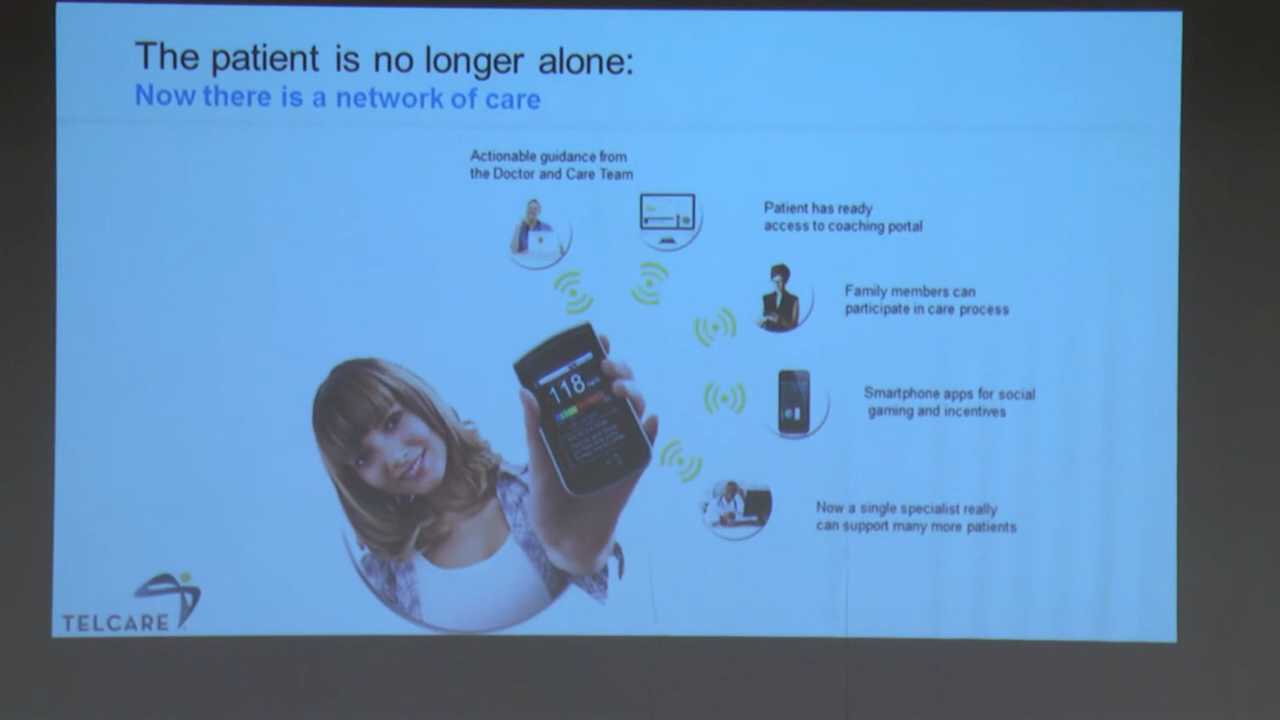 The patient is no longer alone:
Now there is a network of care
Actionable guidance from
the Doctor and Care Team
Patient has ready
access to coaching portal
Family members can
participate in care process
118
Smartphone apps for social
gaming and incentives
Now a single specialist really
can support many more patients
TELCARE